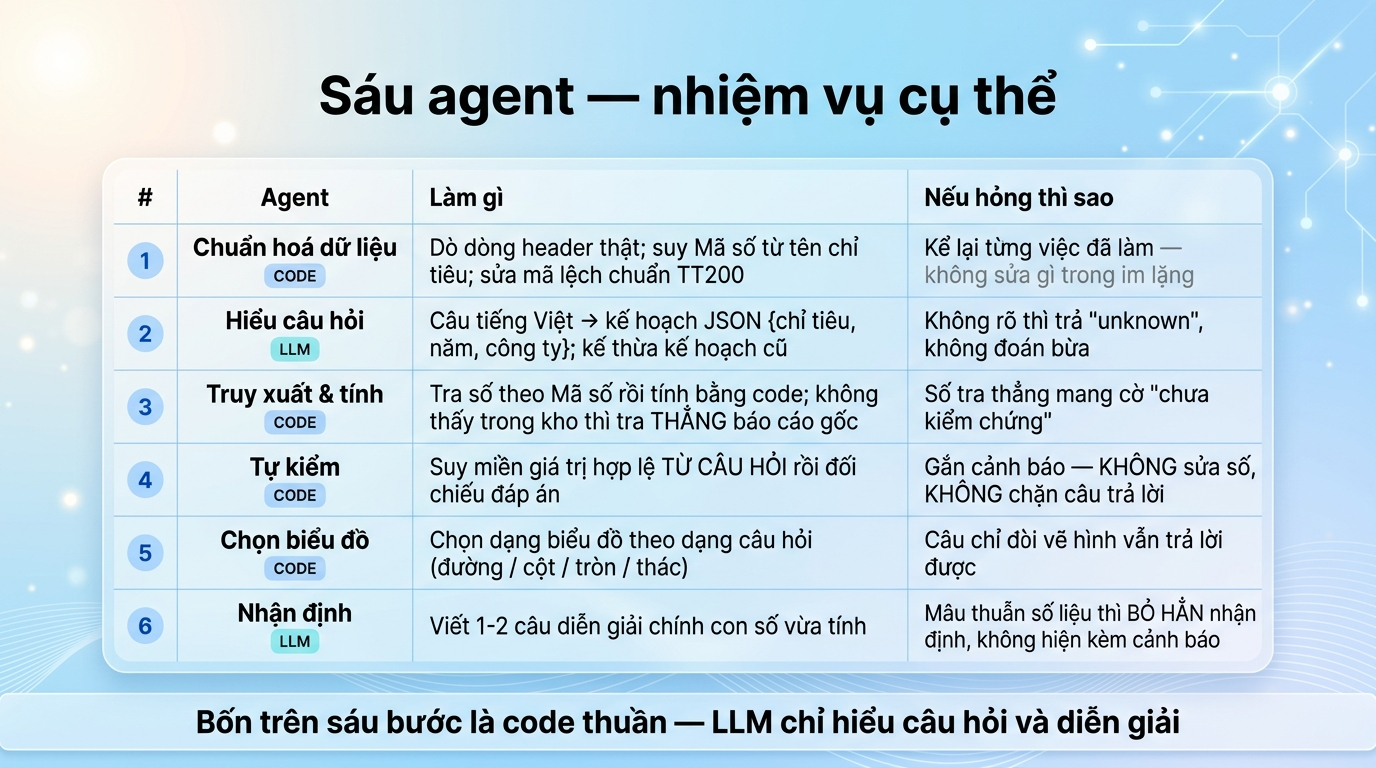 Sáu agent — nhiệm vụ cụ thể
# Agent Làm gì Nếu hỏng thì sao
1
Chuẩn hoá dữ liệu
CODE
Dò dòng header thật; suy Mã số từ tên chỉ
tiêu; sửa mã lệch chuẩn TT200
Kể lại từng việc đã làm —
không sửa gì trong im lặng
2
Hiểu câu hỏi
LLM
Câu tiếng Việt → kế hoạch JSON {chỉ tiêu,
năm, công ty}; kế thừa kế hoạch cũ
Không rõ thì trả "unknown",
không đoán bừa
3
Truy xuất & tính
CODE
Tra số theo Mã số rồi tính bằng code; không
thấy trong kho thì tra THẲNG báo cáo gốc
Số tra thẳng mang cờ "chưa
kiểm chứng"
4
Tự kiểm
CODE
Suy miền giá trị hợp lệ TỪ CÂU HỎI rồi đối
chiếu đáp án
Gắn cảnh báo — KHÔNG sửa số,
KHÔNG chặn câu trả lời
5
Chọn biểu đồ
CODE
Chọn dạng biểu đồ theo dạng câu hỏi
(đường / cột / tròn / thác)
Câu chỉ đòi vẽ hình vẫn trả lời
được
6
Nhận định
LLM
Viết 1-2 câu diễn giải chính con số vừa tính
Mâu thuẫn số liệu thì BỎ HẲN nhận
định, không hiện kèm cảnh báo
Bốn trên sáu bước là code thuần — LLM chỉ hiểu câu hỏi và diễn giải